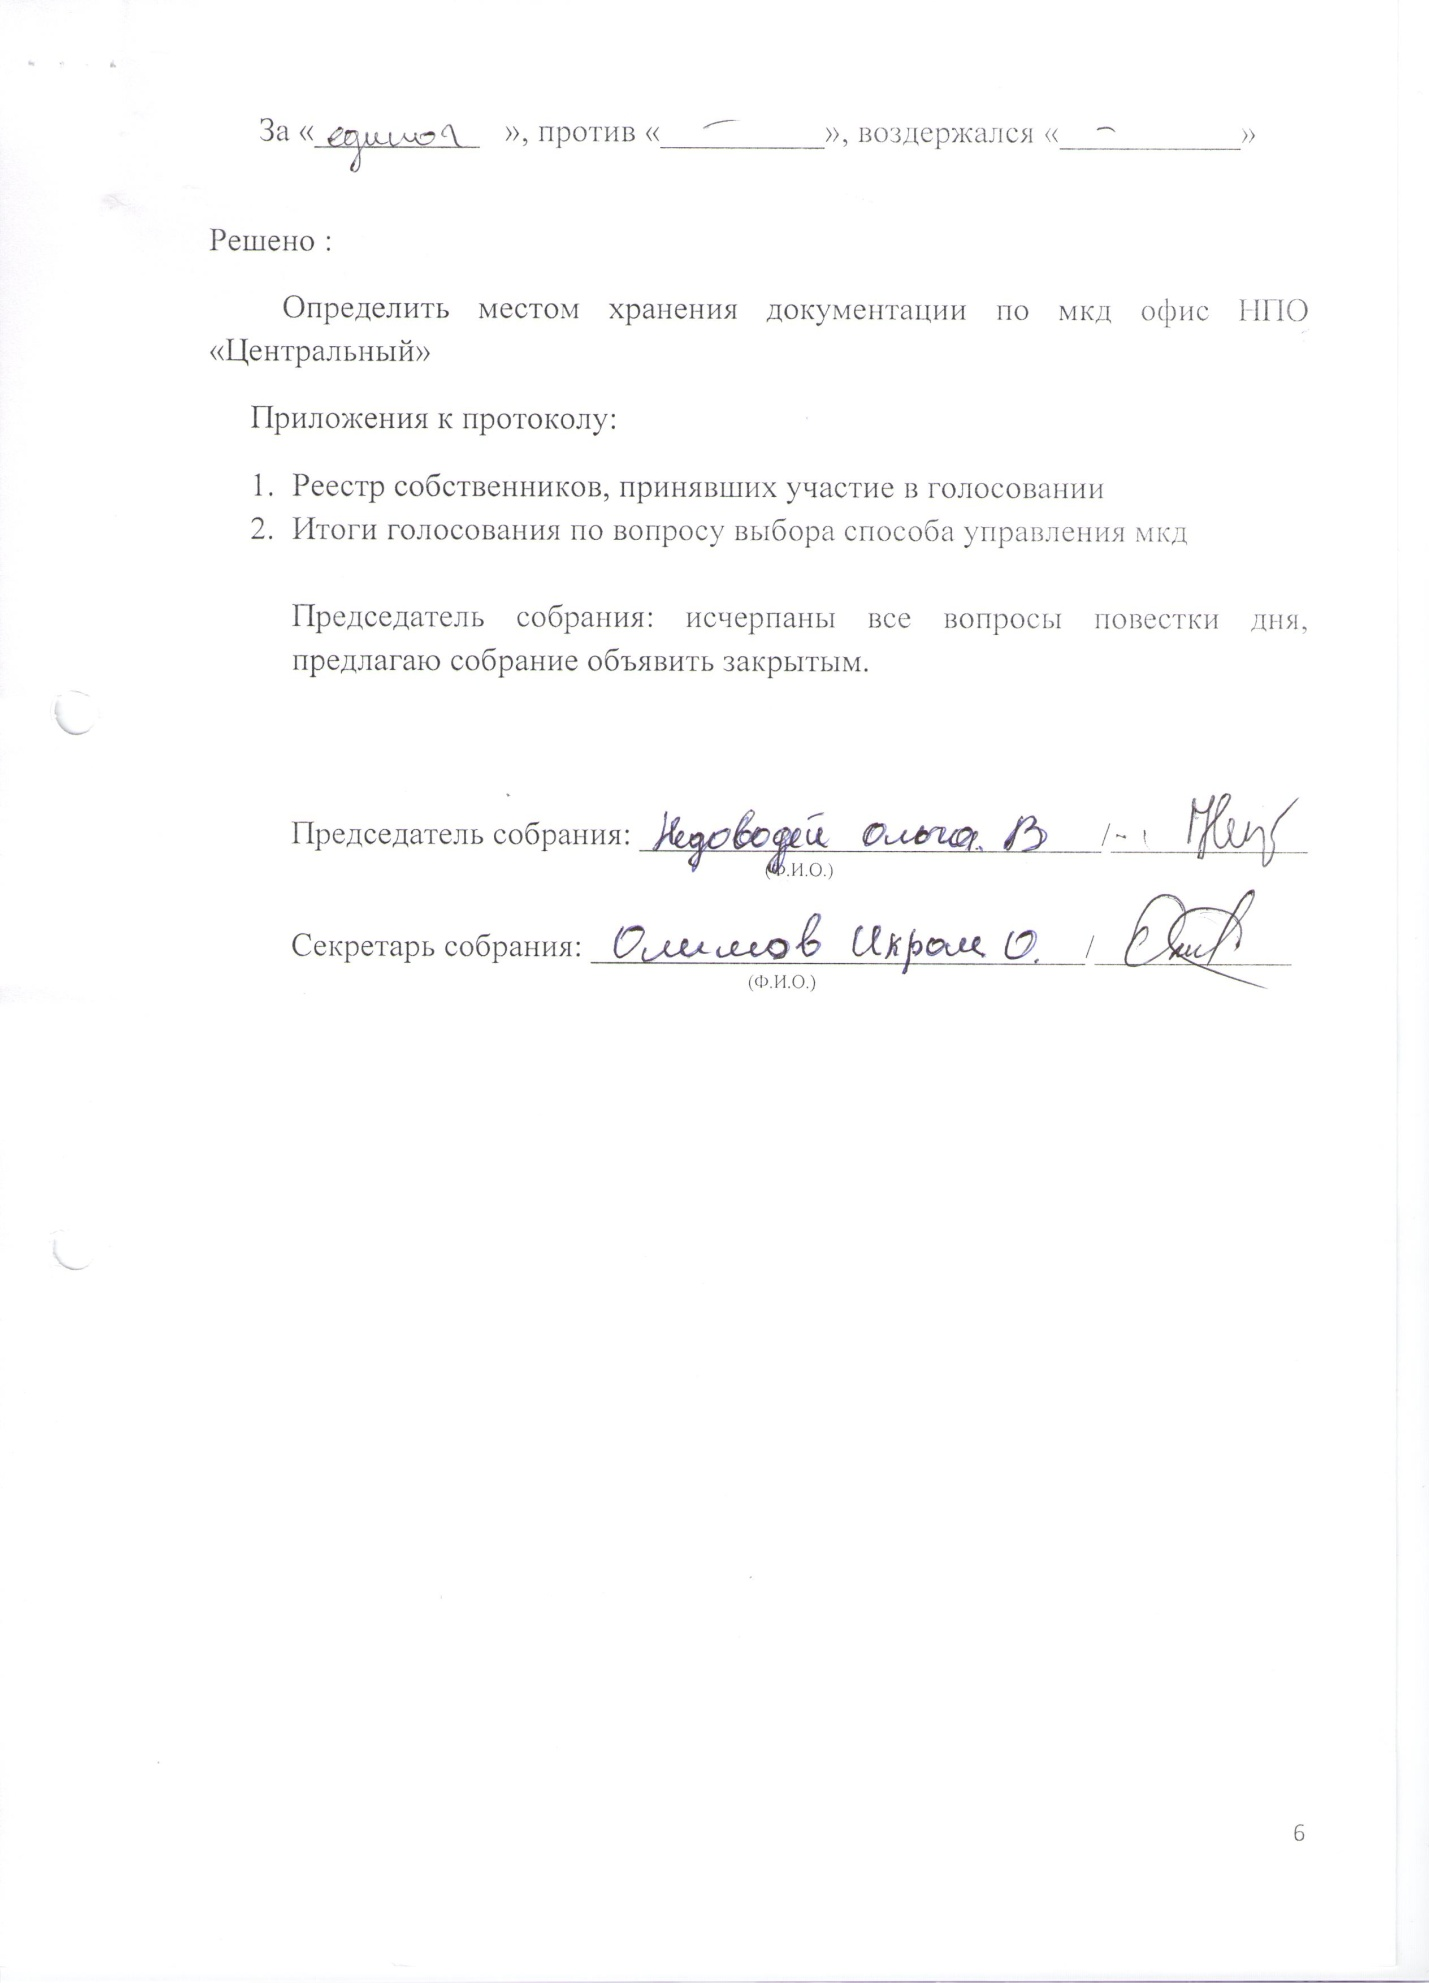 За «единог», против «–», воздержался «–»
Решено :
Определить местом хранения документации по мкд офис НПО
«Центральный»
Приложения к протоколу:
1. Реестр собственников, принявших участие в голосовании
2. Итоги голосования по вопросу выбора способа управления мкд
Председатель собрания: исчерпаны все вопросы повестки дня,
предлагаю собрание объявить закрытым.
Председатель собрания: Недоводей Ольга. В /
(Ф.И.О.)
Секретарь собрания: Олимов Икром О. /
(Ф.И.О.)
6